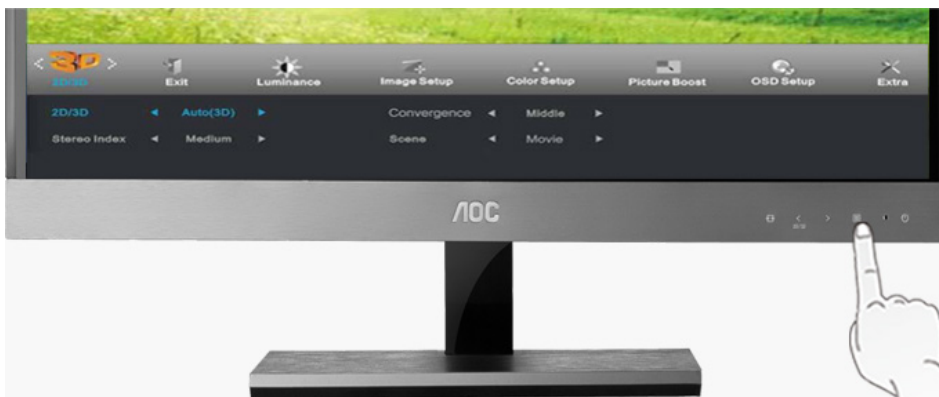 < 3D >
2D/3D Exit Luminance Image Setup Color Setup Picture Boost OSD Setup Extra
2D/3D ◄ Auto(3D) ► Convergence ◄ Middle ►
Stereo Index ◄ Medium ► Scene ◄ Movie ►
AOC